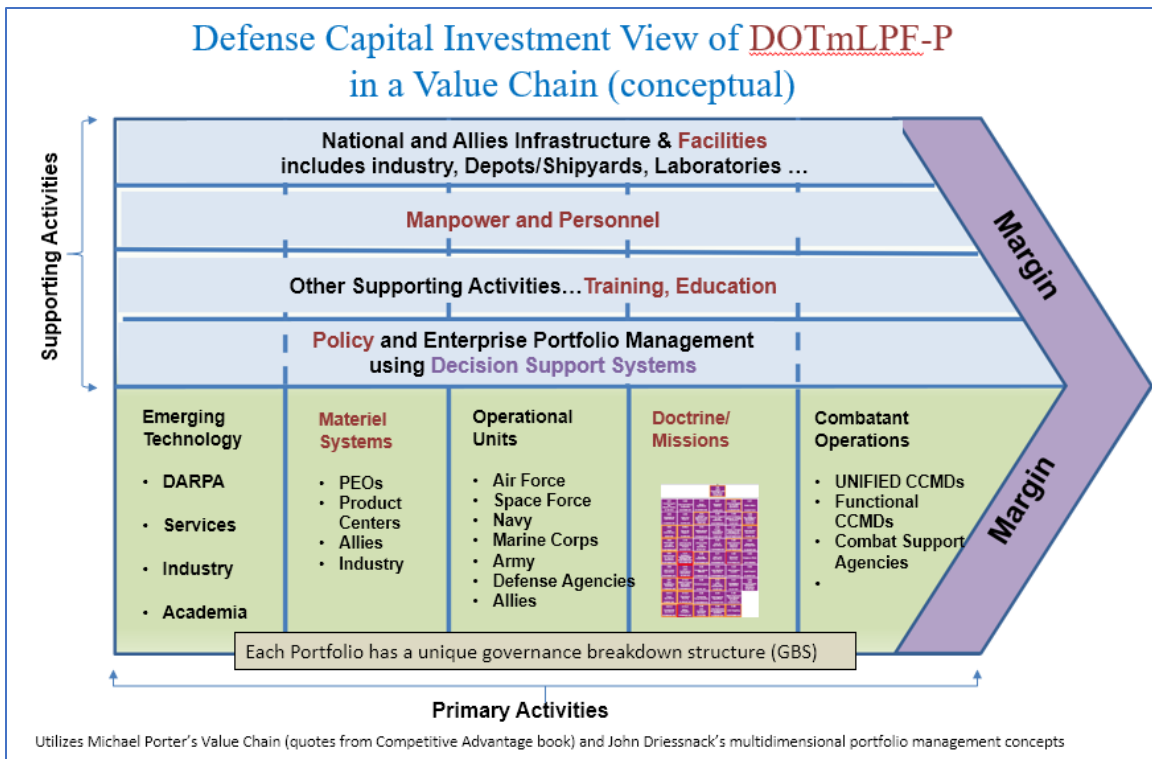 Defense Capital Investment View of DOTmLPF-P
in a Value Chain (conceptual)
Supporting Activities
National and Allies Infrastructure & Facilities
includes industry, Depots/Shipyards, Laboratories …
Manpower and Personnel
Other Supporting Activities…Training, Education
Policy and Enterprise Portfolio Management
using Decision Support Systems
Margin
Margin
Emerging
Technology
• DARPA
• Services
• Industry
• Academia
Materiel
Systems
• PEOs
• Product
Centers
• Allies
• Industry
Operational
Units
• Air Force
• Space Force
• Navy
• Marine Corps
• Army
• Defense Agencies
• Allies
Doctrine/
Missions
Combatant
Operations
• UNIFIED CCMDs
• Functional
CCMDs
• Combat Support
Agencies
•
Each Portfolio has a unique governance breakdown structure (GBS)
Primary Activities
Utilizes Michael Porter's Value Chain (quotes from Competitive Advantage book) and John Driessnack's multidimensional portfolio management concepts